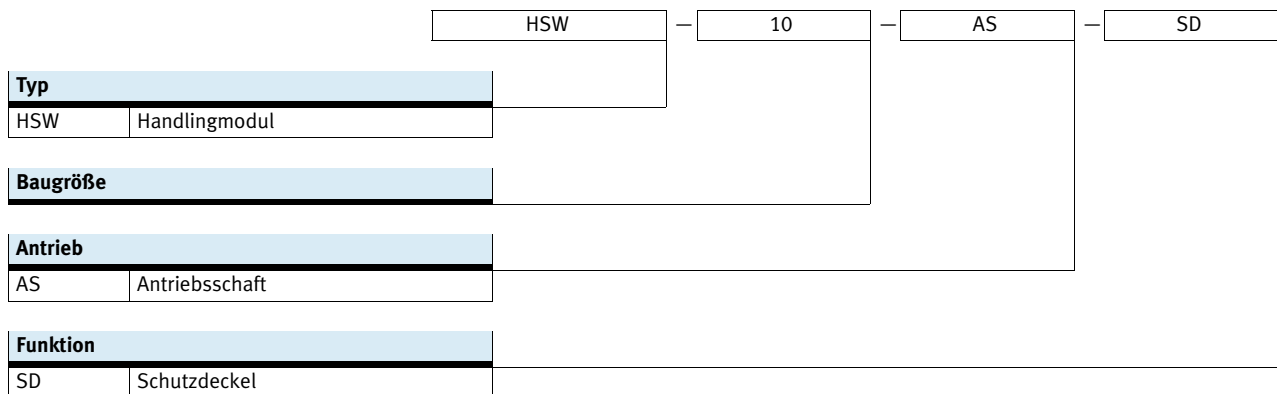 HSW — 10 — AS — SD
Typ
HSW Handlingmodul
Baugröße
Antrieb
AS Antriebsschaft
Funktion
SD Schutzdeckel